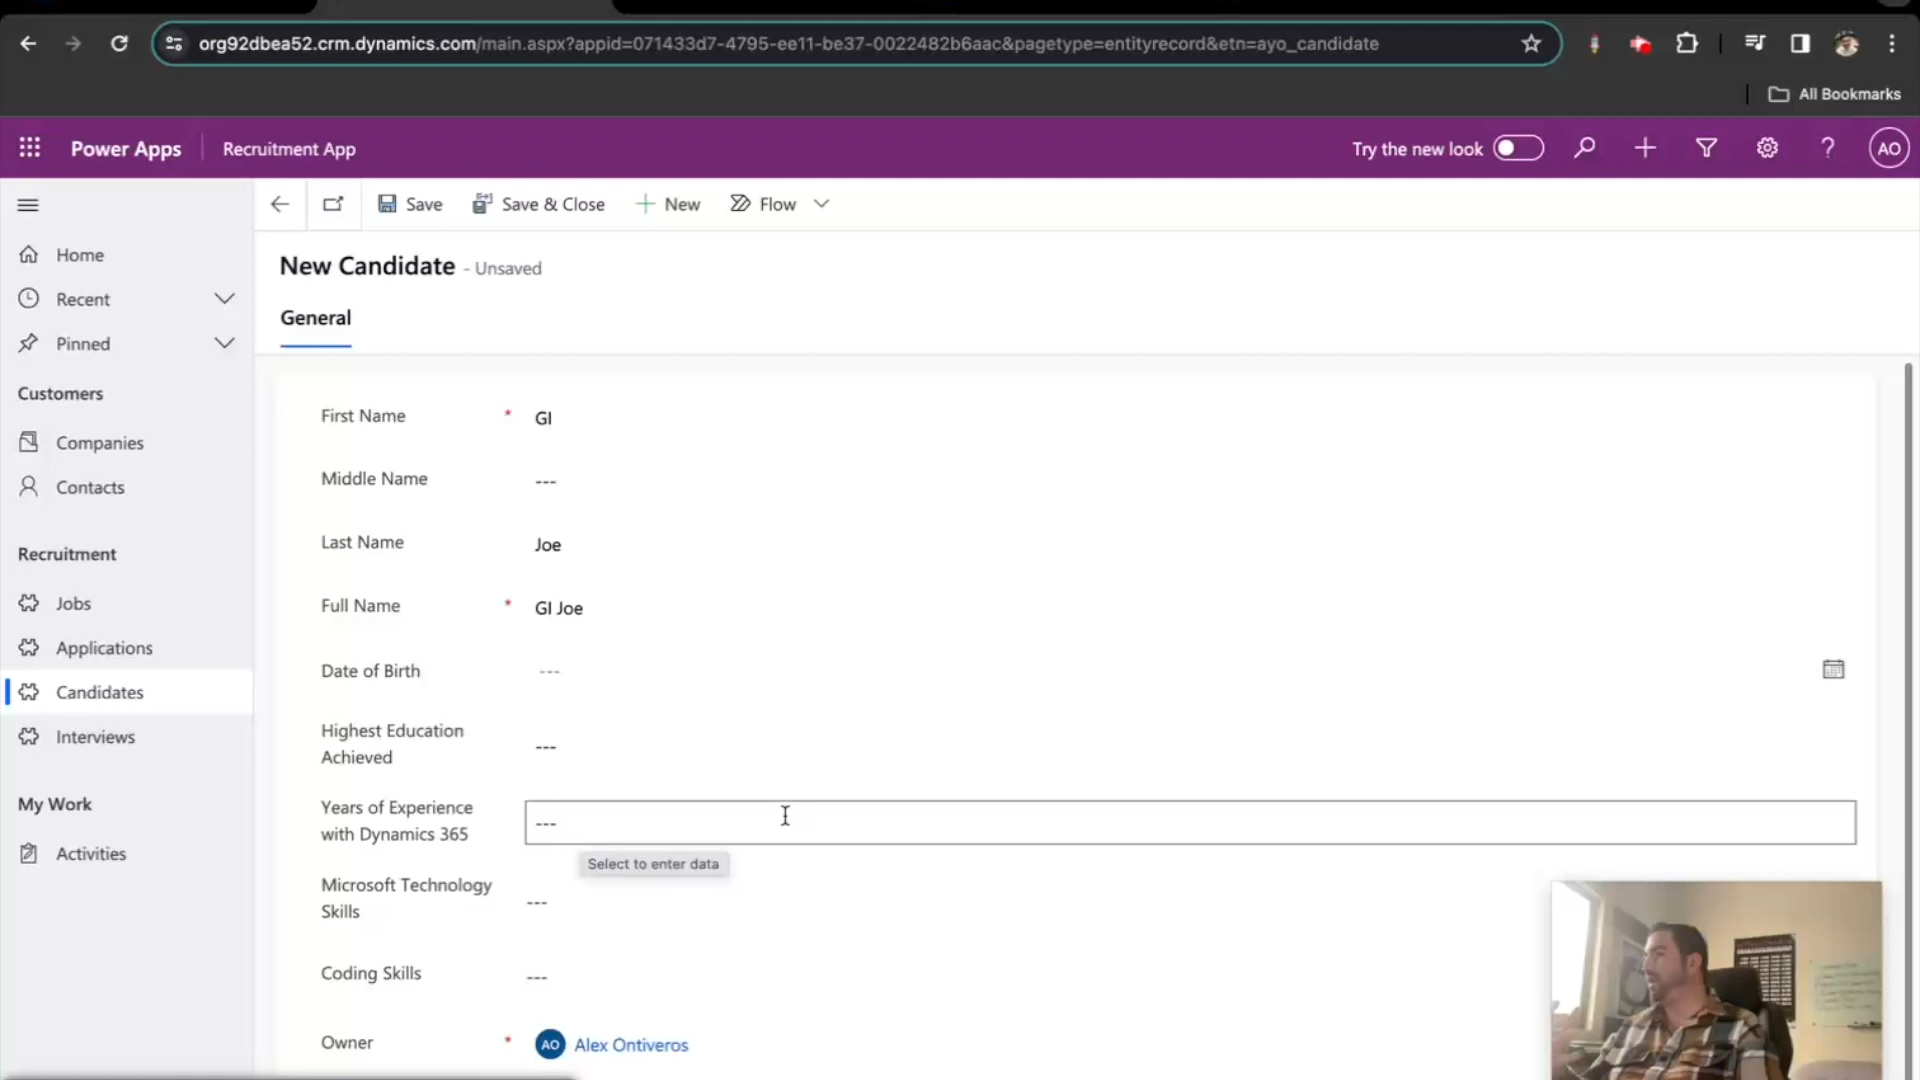 org92dbea52.crm.dynamics.com/main.aspx?appid=071433d7-4795-ee11-be37-0022482b6aac&pagetype=entityrecord&etn=ayo_candidate
All Bookmarks
Power Apps
Recruitment App
Try the new look
?
AO
Save
Save & Close
New
Flow
Home
Recent
Pinned
Customers
Companies
Contacts
Recruitment
Jobs
Applications
Candidates
Interviews
My Work
Activities
New Candidate - Unsaved
General
First Name * GI
Middle Name ---
Last Name Joe
Full Name * GI Joe
Date of Birth ---
Highest Education
Achieved
---
Years of Experience
with Dynamics 365
---
Select to enter data
Microsoft Technology
Skills
---
Coding Skills ---
Owner * AO Alex Ontiveros